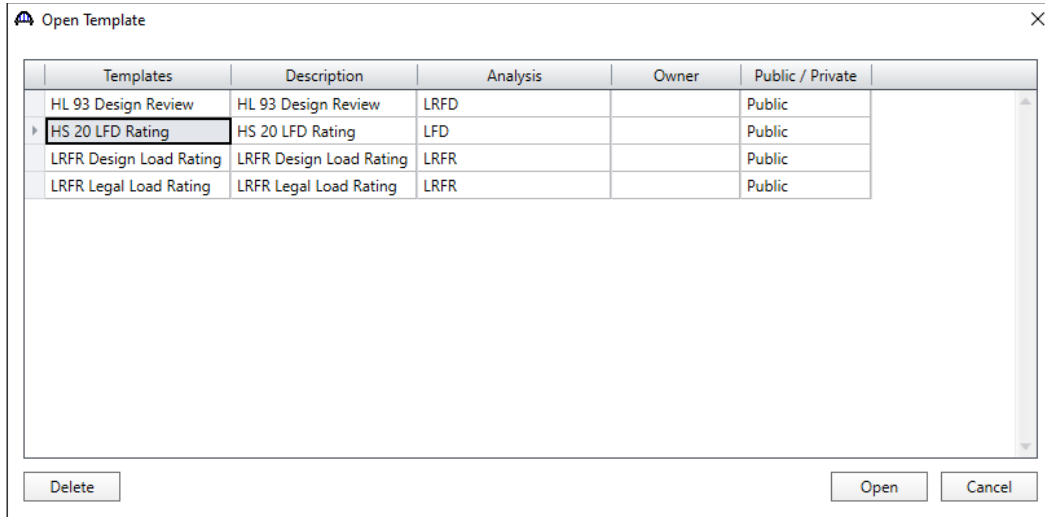 Open Template
Templates Description Analysis Owner Public / Private
HL 93 Design Review HL 93 Design Review LRFD Public
HS 20 LFD Rating HS 20 LFD Rating LFD Public
LRFR Design Load Rating LRFR Design Load Rating LRFR Public
LRFR Legal Load Rating LRFR Legal Load Rating LRFR Public
Delete Open Cancel